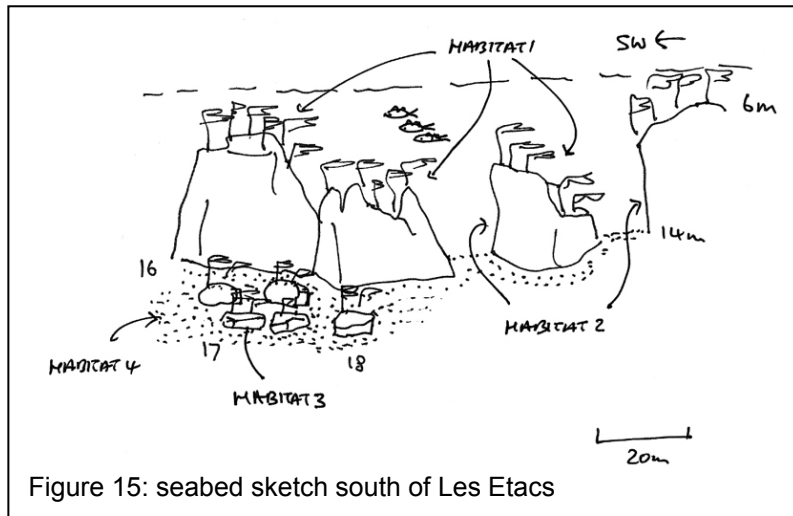 HABITAT 1
SW ←
6m
14m
16
HABITAT 2
HABITAT 4
17
18
HABITAT 3
20m
Figure 15: seabed sketch south of Les Etacs